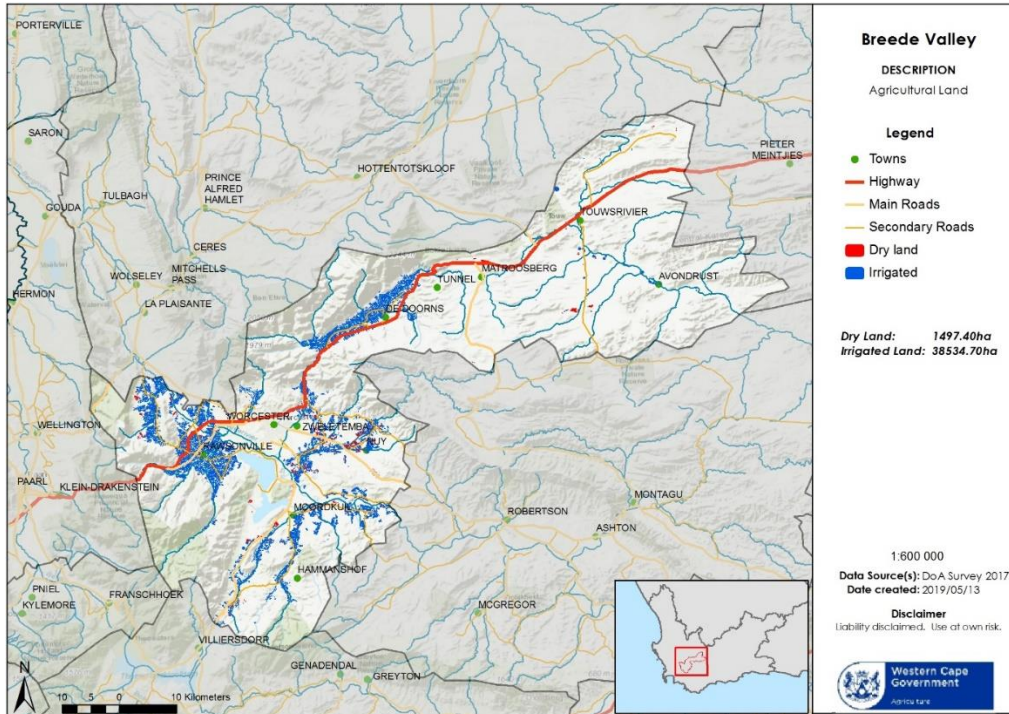 PORTERVILLE
SARON
HOTTENTOTSKLOOF
PIETER
MEINTJIES
PRINCE
ALFRED
HAMLET
TULBAGH
GOUDA
TOUWSRIVIER
CERES
MITCHELLS
PASS
WOLSELEY
HERMON
LA PLAISANTE
MATROOSBERG
TUNNEL
AVONDRUST
DE DOORNS
WORCESTER
ZWELETEMBA
NUY
WELLINGTON
RAWSONVILLE
PAARL
KLEIN-DRAKENSTEIN
MOORDKUIL
MONTAGU
ROBERTSON
ASHTON
HAMMANSHOF
PNIEL
KYLEMORE
FRANSCHHOEK
MCGREGOR
VILLIERSDORP
GENADENDAL
GREYTON
N
10 5 0 10 Kilometers
Breede Valley
DESCRIPTION
Agricultural Land
Legend
Towns
Highway
Main Roads
Secondary Roads
Dry land
Irrigated
Dry Land: 1497.40ha
Irrigated Land: 38534.70ha
1:600 000
Data Source(s): DoA Survey 2017
Date created: 2019/05/13
Disclaimer
Liability disclaimed. Use at own risk.
Western Cape
Government
Agriculture